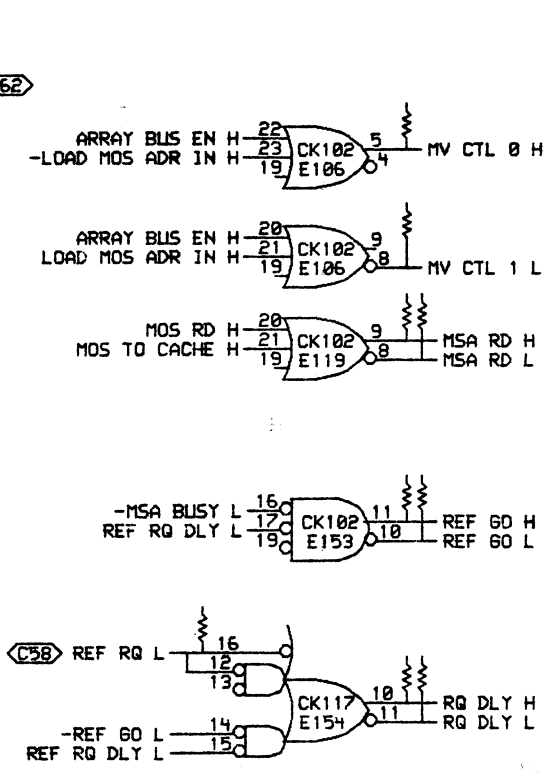 62
ARRAY BUS EN H 22
-LOAD MOS ADR IN H 23
19
CK102
E106
5
4
MV CTL 0 H
ARRAY BUS EN H 20
LOAD MOS ADR IN H 21
19
CK102
E106
9
8
MV CTL 1 L
MOS RD H 20
MOS TO CACHE H 21
19
CK102
E119
9
8
MSA RD H
MSA RD L
-MSA BUSY L 16
REF RQ DLY L 17
19
CK102
E153
11
10
REF GO H
REF GO L
C58 REF RQ L 16
12
13
-REF GO L 14
REF RQ DLY L 15
CK117
E154
10
11
RQ DLY H
RQ DLY L